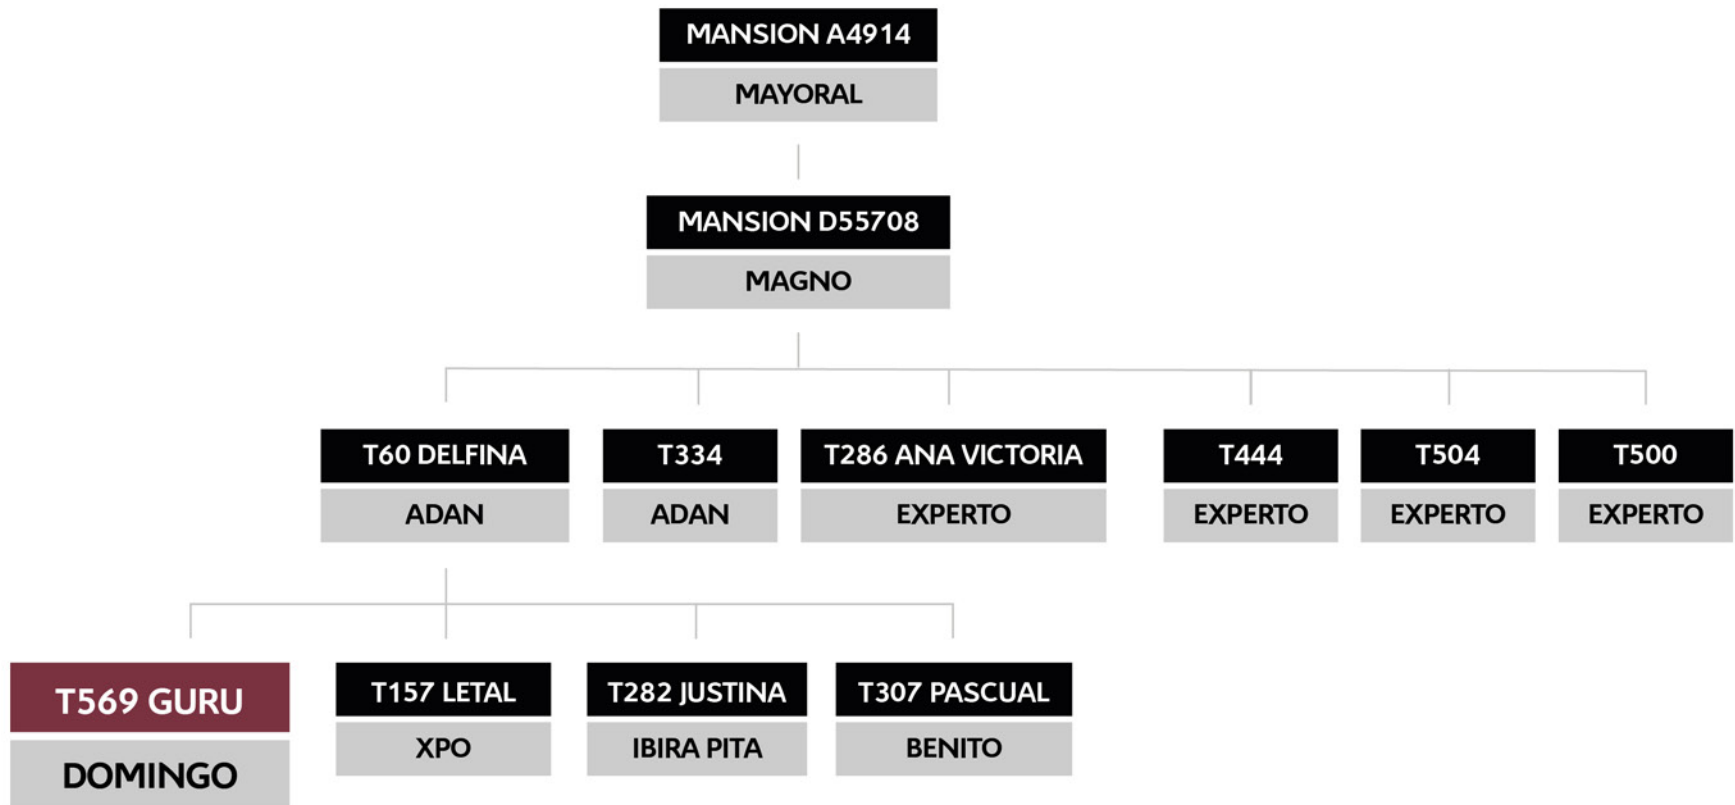 MANSION A4914
MAYORAL
MANSION D55708
MAGNO
T60 DELFINA
ADAN
T334
ADAN
T286 ANA VICTORIA
EXPERTO
T444
EXPERTO
T504
EXPERTO
T500
EXPERTO
T569 GURU
DOMINGO
T157 LETAL
XPO
T282 JUSTINA
IBIRA PITA
T307 PASCUAL
BENITO